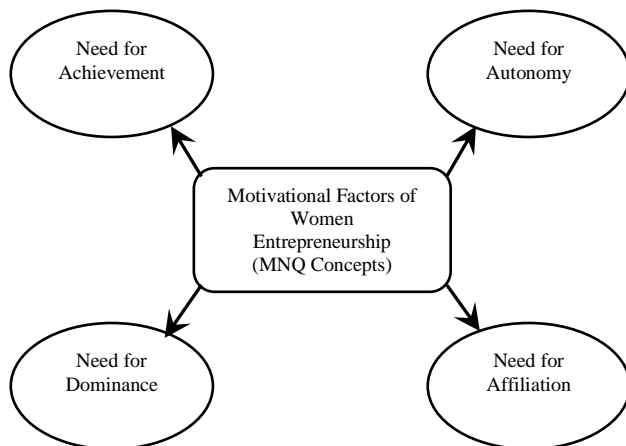 Need for
Achievement
Need for
Autonomy
Motivational Factors of
Women
Entrepreneurship
(MNQ Concepts)
Need for
Dominance
Need for
Affiliation